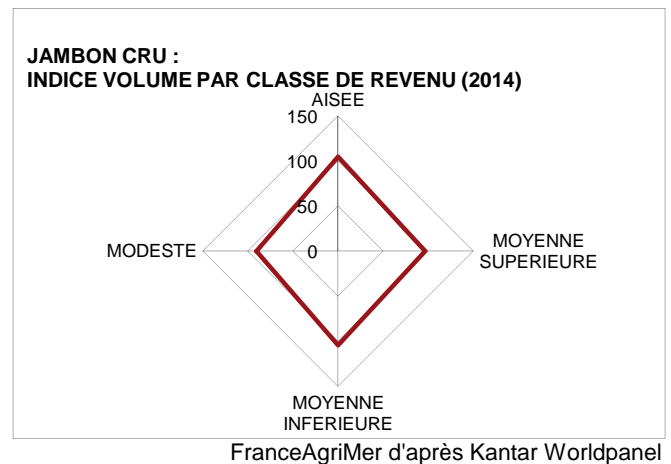 JAMBON CRU :
INDICE VOLUME PAR CLASSE DE REVENU (2014)
AISEE
150
100
50
0
MODESTE
MOYENNE
SUPERIEURE
MOYENNE
INFERIEURE
FranceAgriMer d'après Kantar Worldpanel